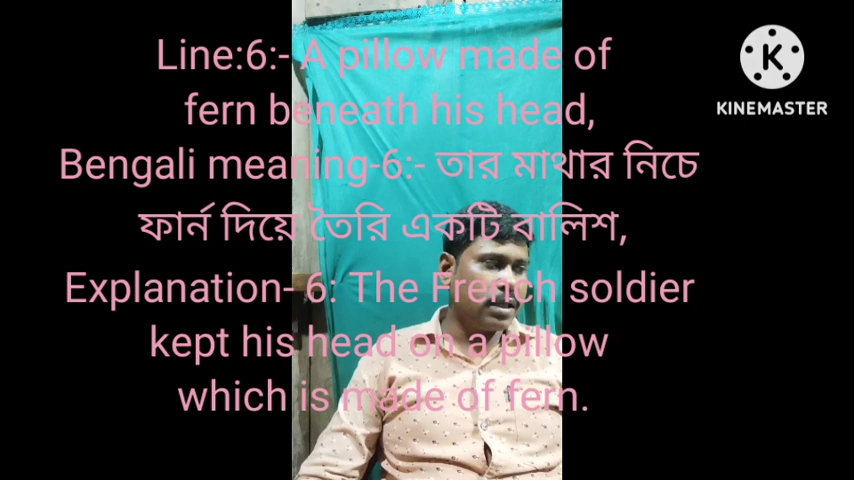 Line:6:- A pillow made of
fern beneath his head,
Bengali meaning-6:- তার মাথার নিচে
ফার্ন দিয়ে তৈরি একটি বালিশ,
Explanation- 6: The French soldier
kept his head on a pillow
which is made of fern.
K
KINEMASTER